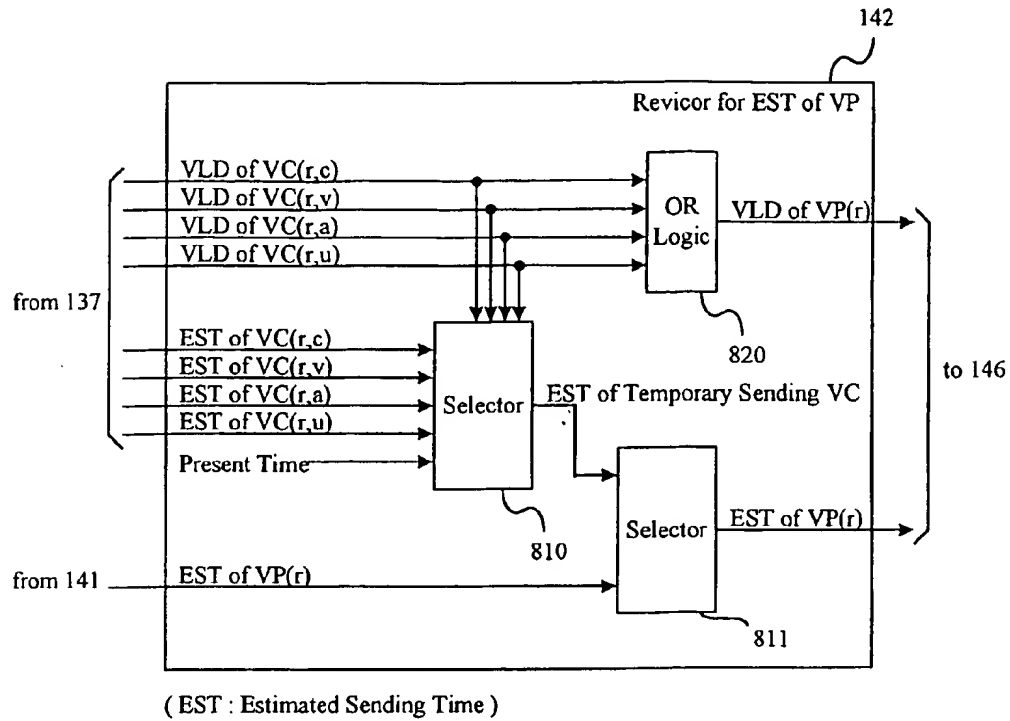 142
Revicor for EST of VP
VLD of VC(r,c)
VLD of VC(r,v)
VLD of VC(r,a)
VLD of VC(r,u)
OR
Logic
VLD of VP(r)
from 137
820
EST of VC(r,c)
EST of VC(r,v)
EST of VC(r,a)
EST of VC(r,u)
Present Time
Selector
EST of Temporary Sending VC
to 146
810
Selector
EST of VP(r)
from 141
EST of VP(r)
811
( EST : Estimated Sending Time )